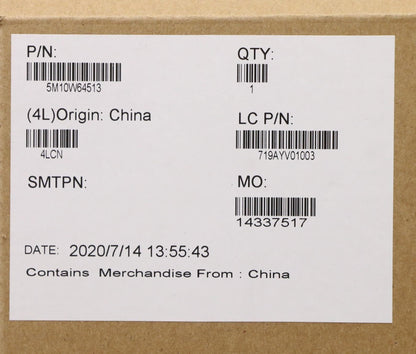 P/N:
5M10W64513
QTY:
1
(4L)Origin: China
4LCN
LC P/N:
719AYV01003
SMTPN:
MO:
14337517
DATE: 2020/7/14 13:55:43
Contains Merchandise From : China